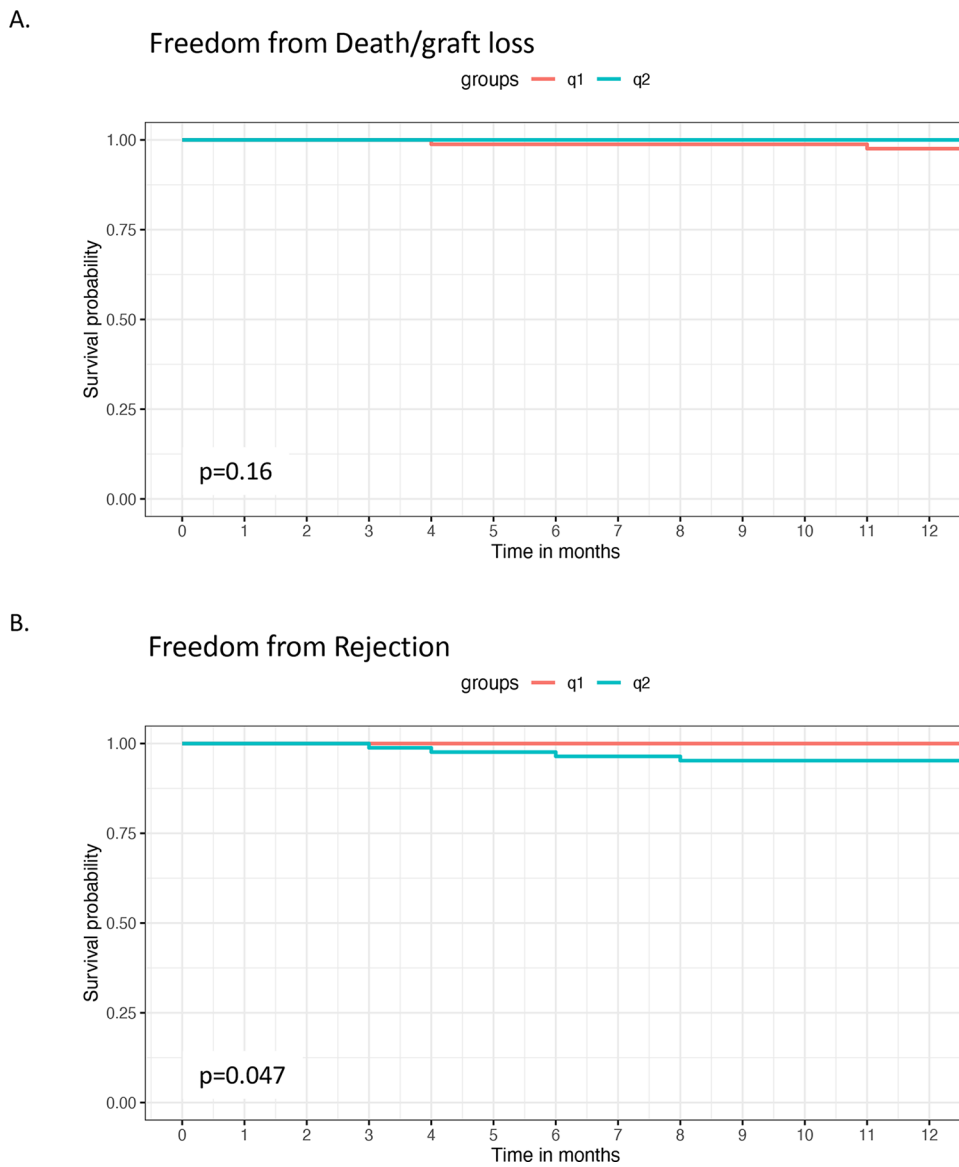 A.
Freedom from Death/graft loss
groups q1 q2
Survival probability
1.00
0.75
0.50
0.25
0.00
p=0.16
0 1 2 3 4 5 6 7 8 9 10 11 12
Time in months
B.
Freedom from Rejection
groups q1 q2
Survival probability
1.00
0.75
0.50
0.25
0.00
p=0.047
0 1 2 3 4 5 6 7 8 9 10 11 12
Time in months